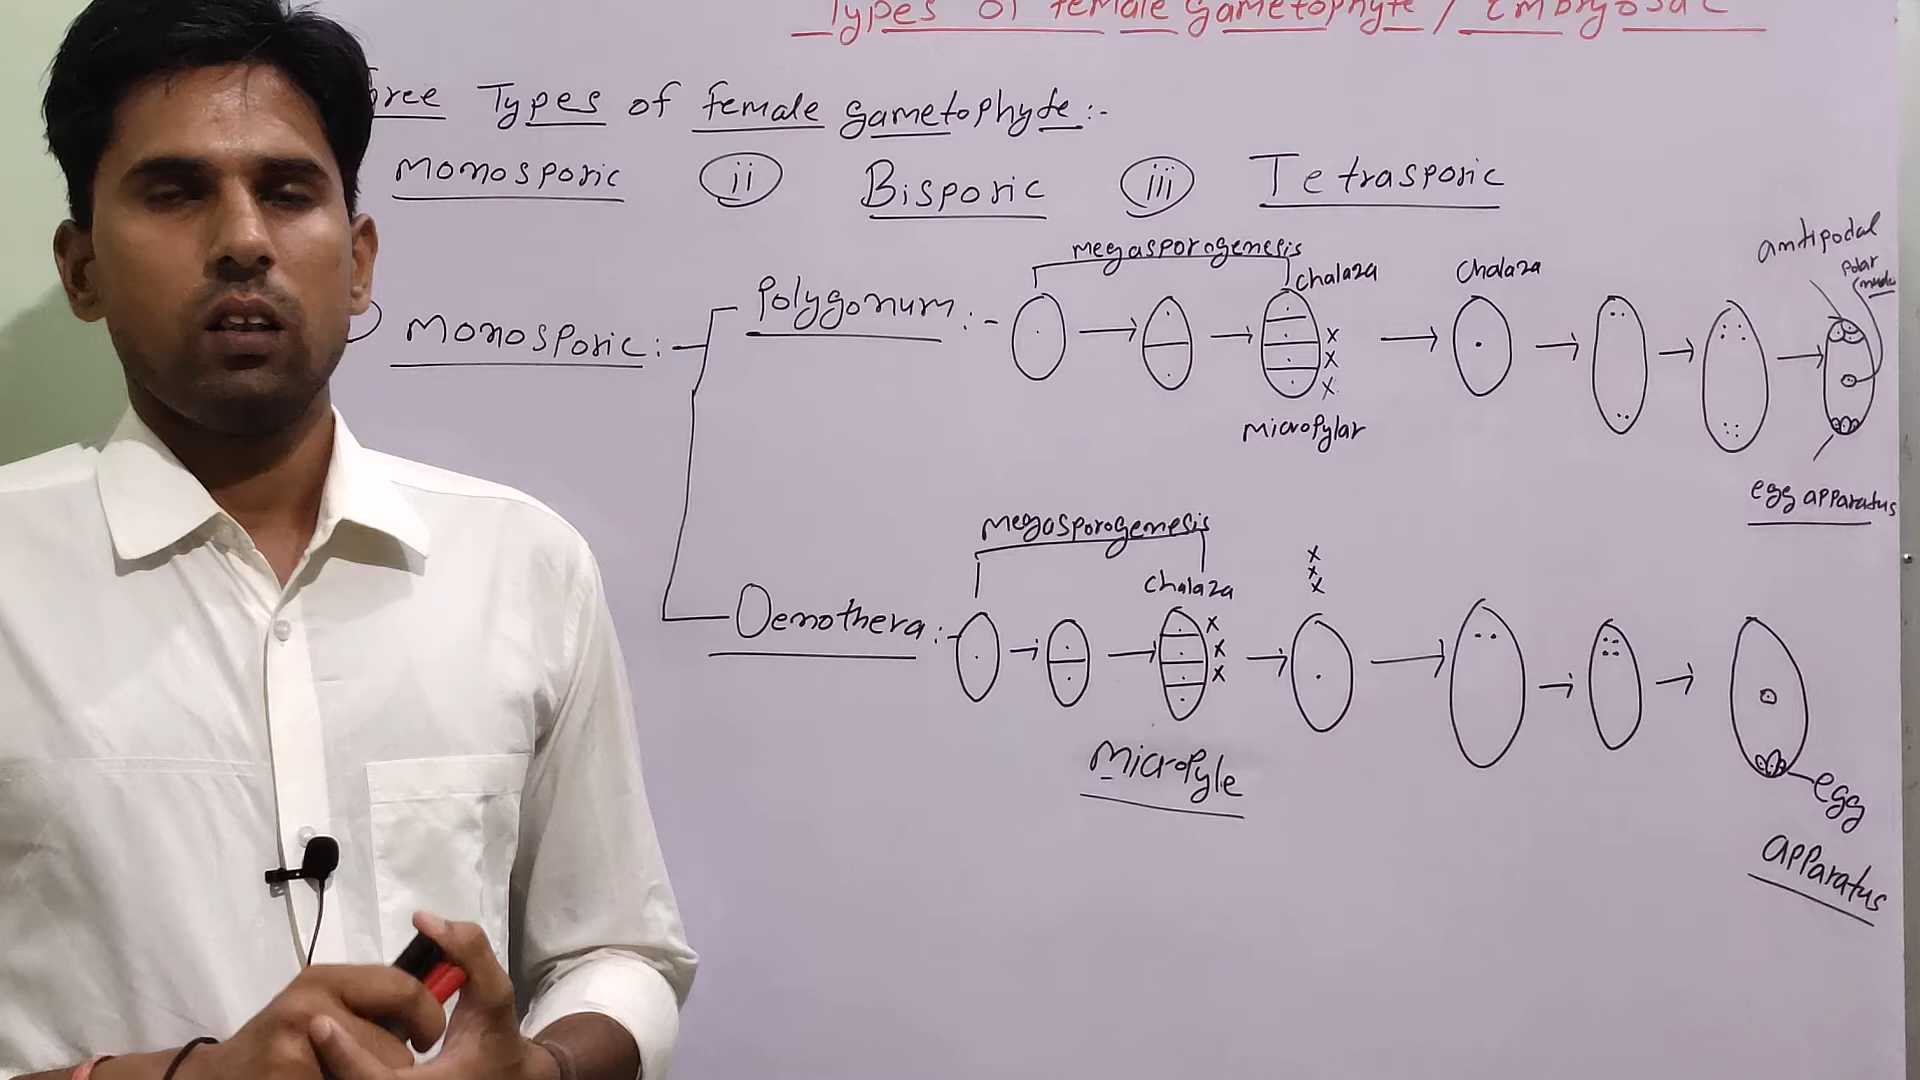 Types of female gametophyte / Embryosac
Three Types of female gametophyte:-
Monosporic (ii) Bisporic (iii) Tetrasporic
Monosporic:-
Polygonum:-
megasporogenesis
chalaza
micropylar
chalaza
antipodal
Polar
egg apparatus
Oenothera:-
megasporogenesis
chalaza
x
x
x
micropyle
egg
apparatus